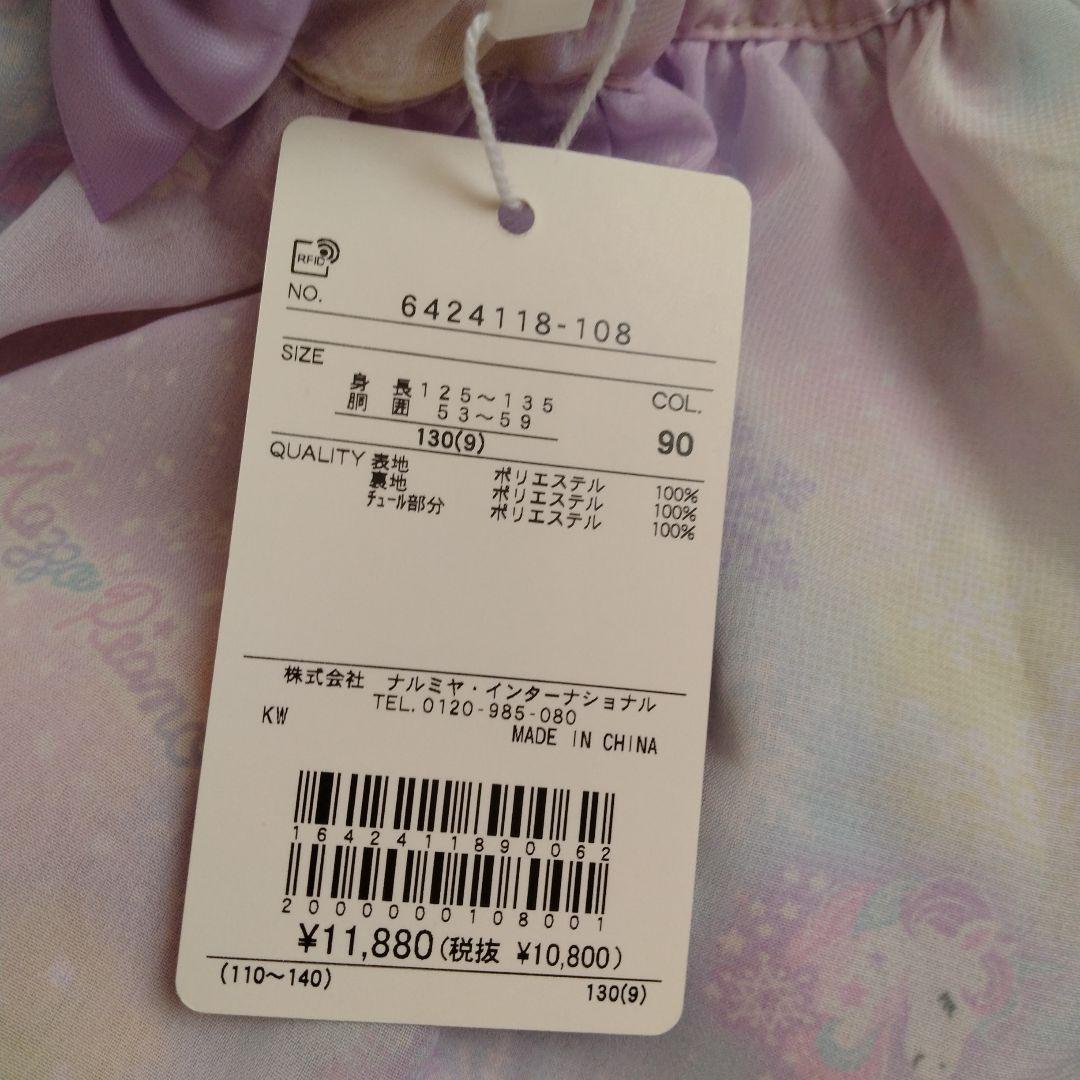 RFID
NO. 6424118-108
SIZE
身 長 125～135
胴 囲 53～59
130(9)
COL.
90
QUALITY 表地 ポリエステル 100%
裏地 ポリエステル 100%
ﾁｭｰﾙ部分 ポリエステル 100%
株式会社 ナルミヤ・インターナショナル
TEL. 0120-985-080
KW
MADE IN CHINA
1642411890062
2000000108001
¥11,880(税抜 ¥10,800)
(110～140)
130(9)
Mezzo Piano